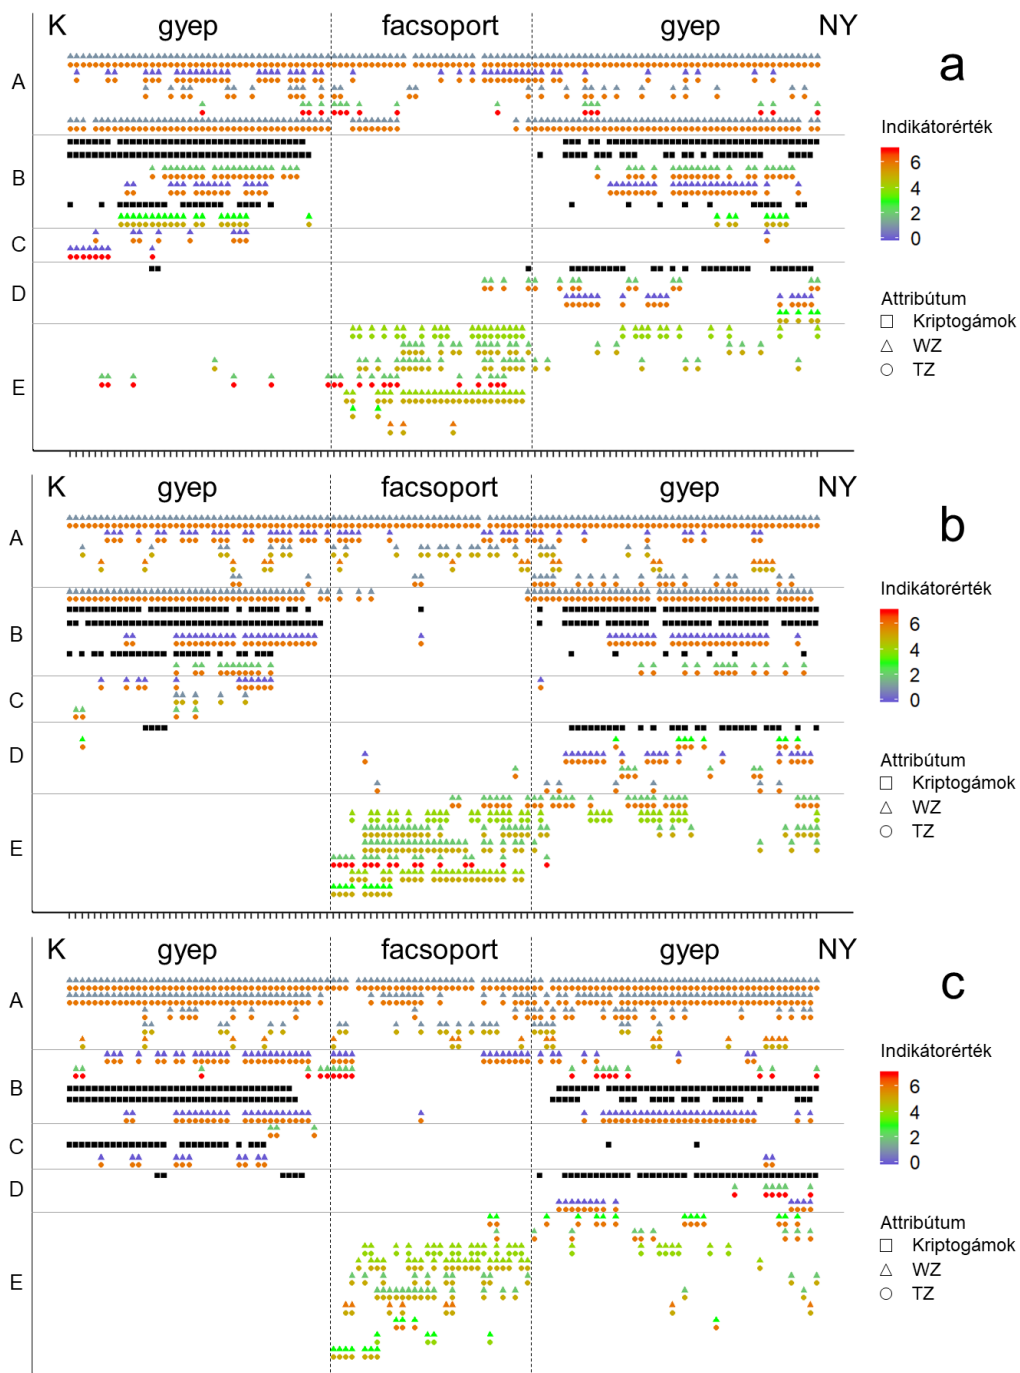 K gyep facsoport gyep NY
a
A
B
C
D
E
Indikátorérték
6
4
2
0
Attribútum
Kriptogámok
WZ
TZ
K gyep facsoport gyep NY
b
A
B
C
D
E
Indikátorérték
6
4
2
0
Attribútum
Kriptogámok
WZ
TZ
K gyep facsoport gyep NY
c
A
B
C
D
E
Indikátorérték
6
4
2
0
Attribútum
Kriptogámok
WZ
TZ